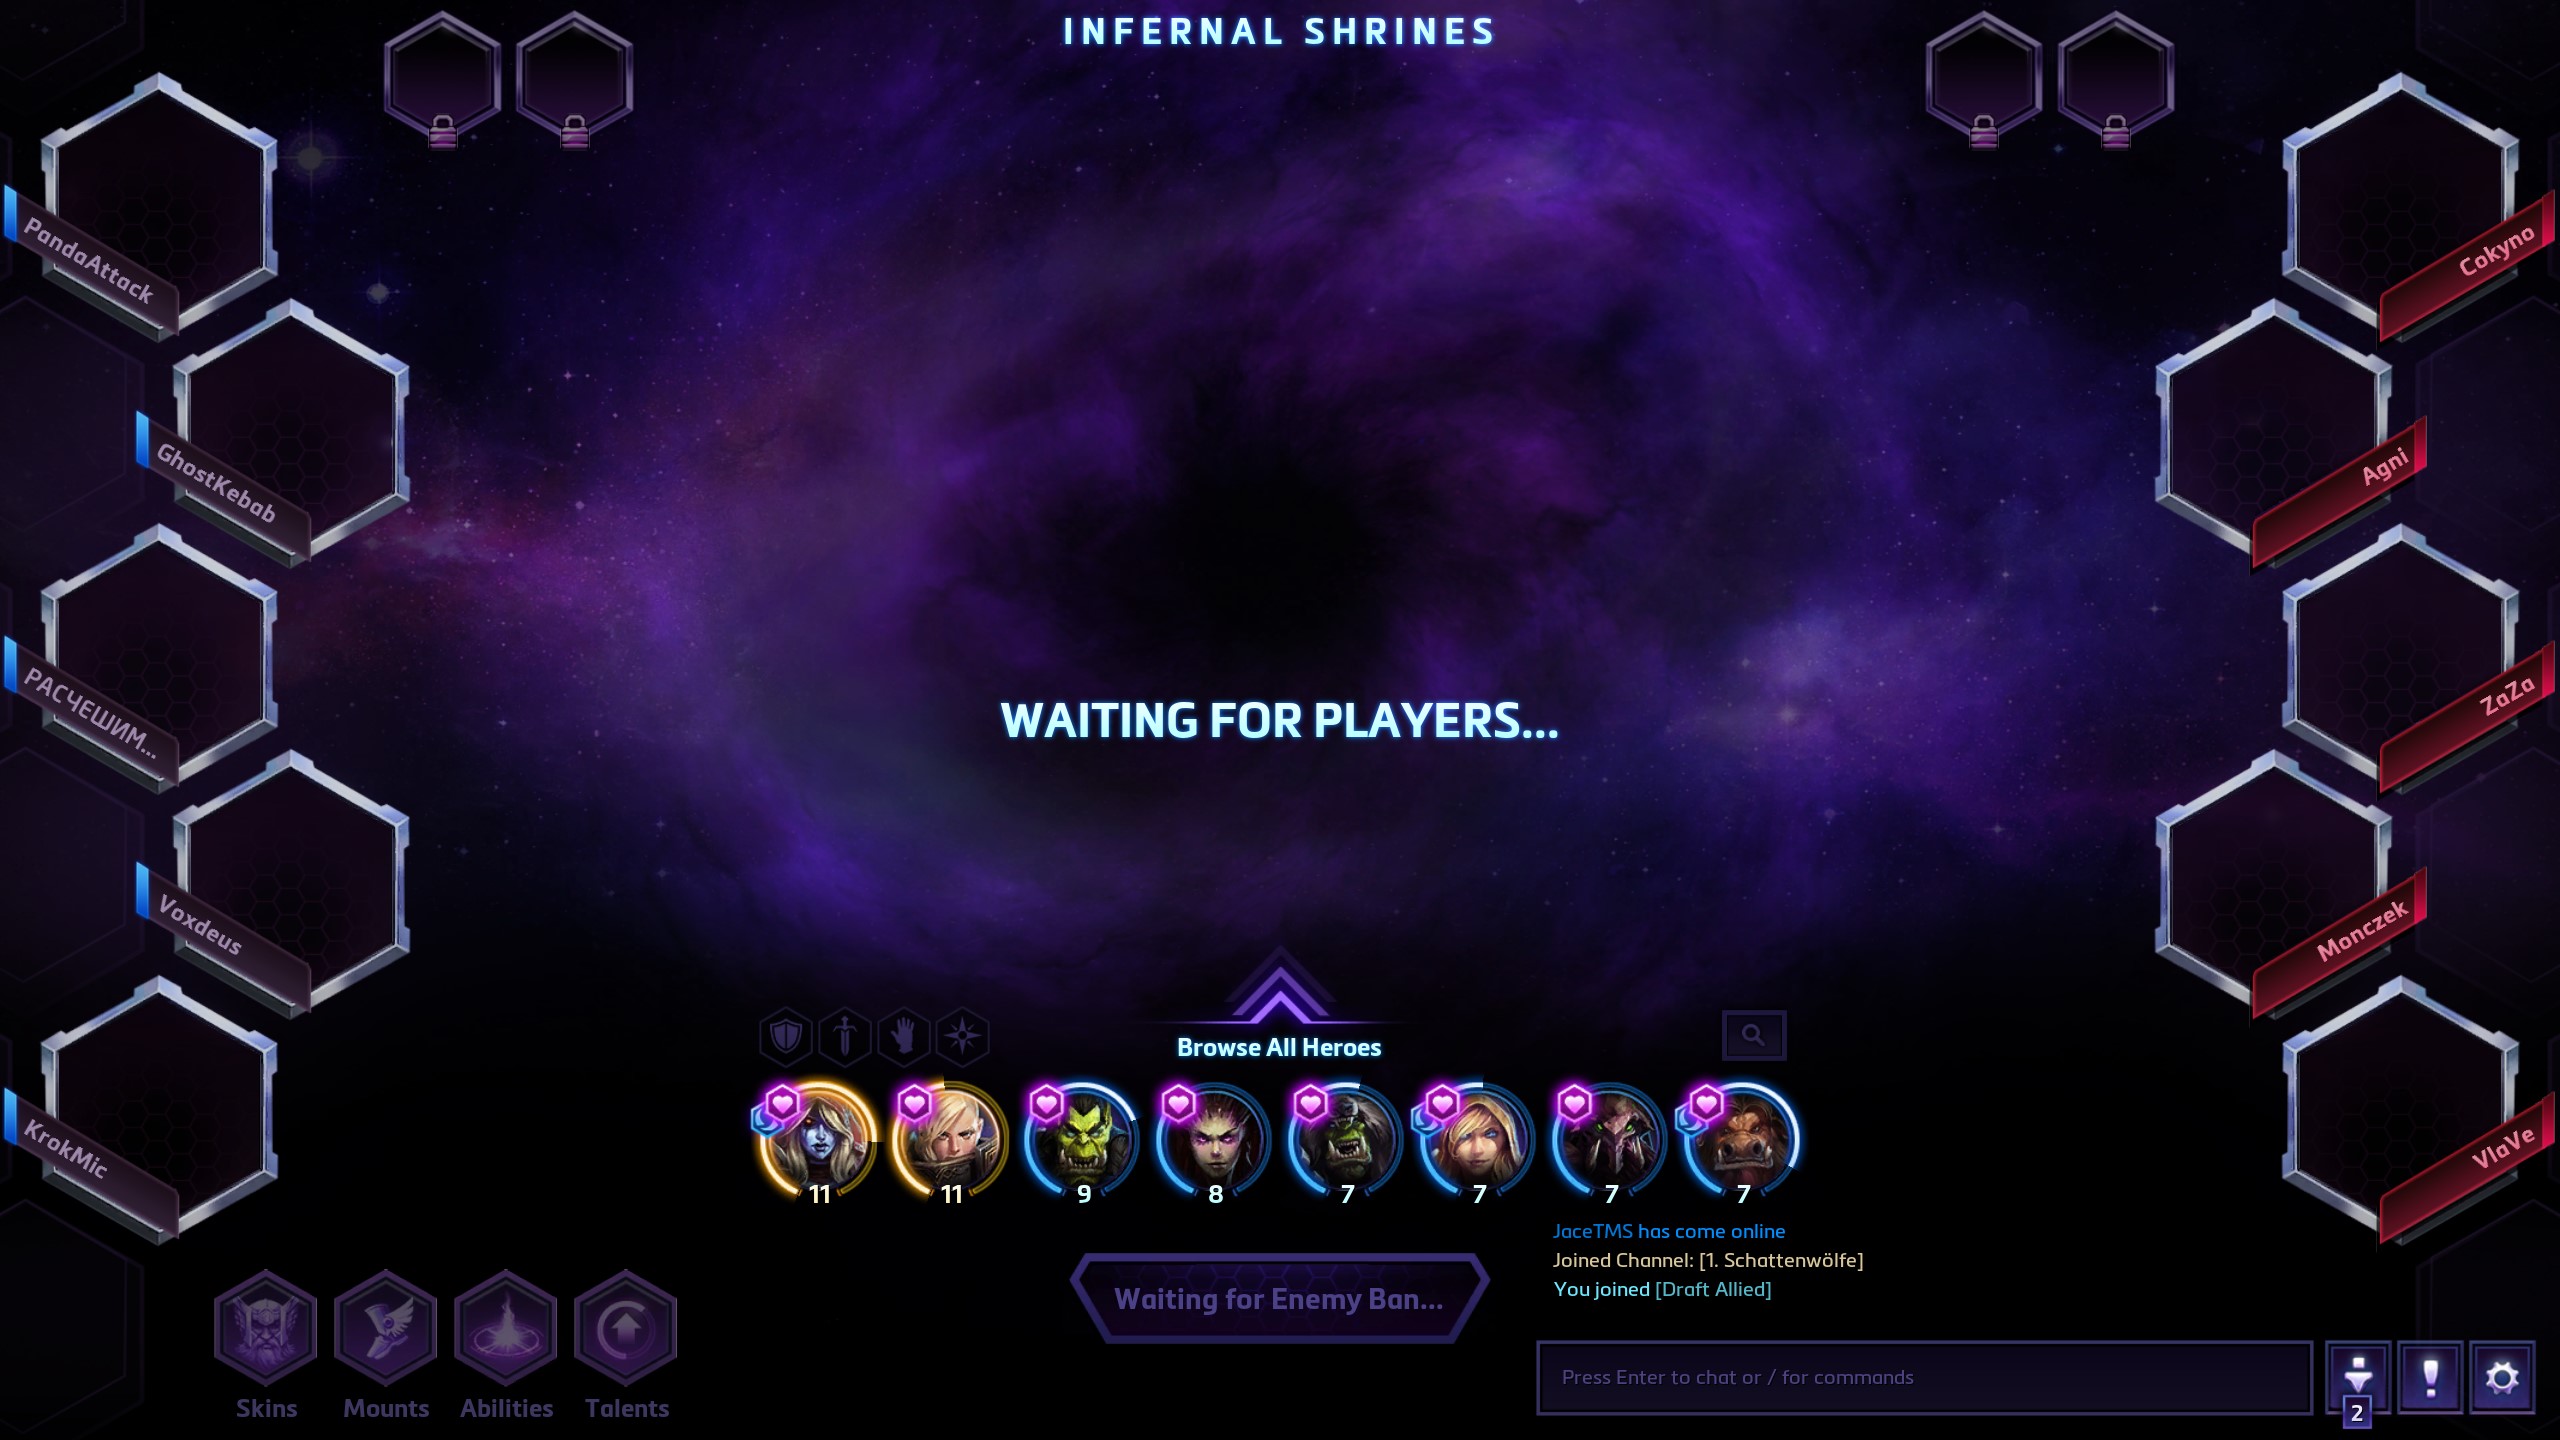 INFERNAL SHRINES
PandaAttack
GhostKebab
РАСЧЕШИМ...
Voxdeus
KrokMic
Cokyno
Agni
ZaZa
Monczek
VlaVe
WAITING FOR PLAYERS...
Browse All Heroes
11 11 9 8 7 7 7 7
JaceTMS has come online
Joined Channel: [1. Schattenwölfe]
You joined [Draft Allied]
Waiting for Enemy Ban...
Press Enter to chat or / for commands
2
Skins Mounts Abilities Talents